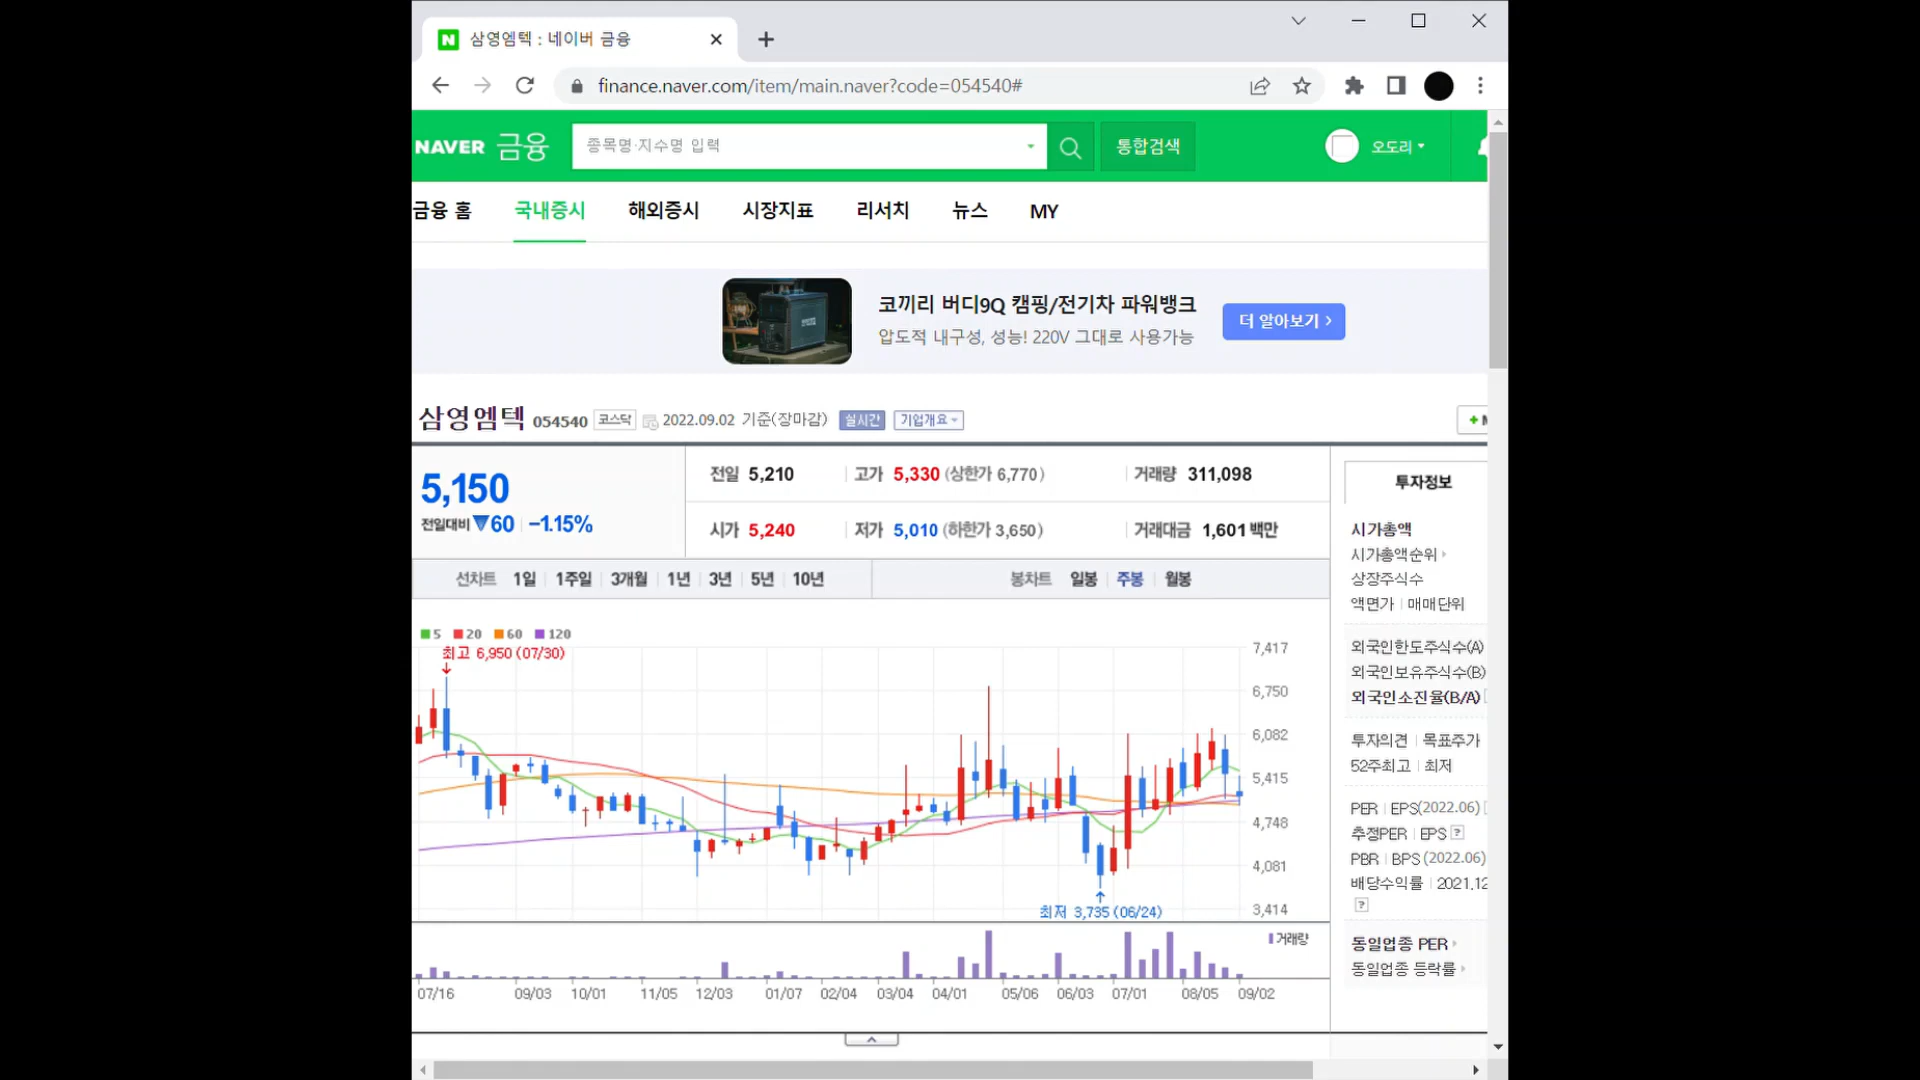 삼영엠텍 : 네이버 금융
finance.naver.com/item/main.naver?code=054540#
NAVER 금융
종목명·지수명 입력
통합검색
오도리
금융 홈 국내증시 해외증시 시장지표 리서치 뉴스 MY
코끼리 버디9Q 캠핑/전기차 파워뱅크
압도적 내구성, 성능! 220V 그대로 사용가능
더 알아보기 >
삼영엠텍 054540 코스닥 2022.09.02 기준(장마감) 실시간 기업개요
5,150
전일대비 ▼60 -1.15%
전일 5,210 고가 5,330 (상한가 6,770) 거래량 311,098
시가 5,240 저가 5,010 (하한가 3,650) 거래대금 1,601 백만
선차트 1일 1주일 3개월 1년 3년 5년 10년 봉차트 일봉 주봉 월봉
5 20 60 120
최고 6,950 (07/30)
7,417
6,750
6,082
5,415
4,748
4,081
3,414
최저 3,735 (06/24)
거래량
07/16 09/03 10/01 11/05 12/03 01/07 02/04 03/04 04/01 05/06 06/03 07/01 08/05 09/02
투자정보
시가총액
시가총액순위
상장주식수
액면가 매매단위
외국인한도주식수(A)
외국인보유주식수(B)
외국인소진율(B/A)
투자의견 목표주가
52주최고 최저
PER EPS(2022.06)
추정PER EPS ?
PBR BPS (2022.06)
배당수익률 2021.12
?
동일업종 PER
동일업종 등락률